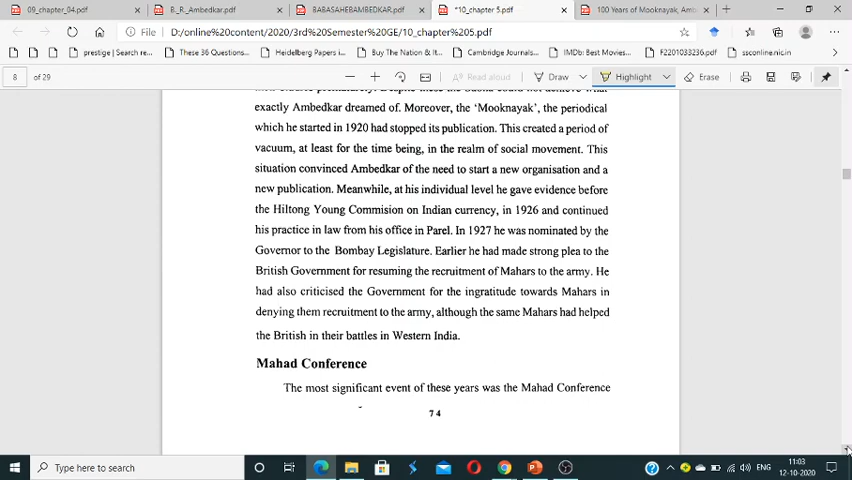 09_chapter_04.pdf
B_R_Ambedkar.pdf
BABASAHEBAMBEDKAR.pdf
*10_chapter 5.pdf
100 Years of Mooknayak, Amb
File
D:/online%20content/2020/3rd%20Semester%20GE/10_chapter%205.pdf
prestige | Search re...
These 36 Questions...
Heidelberg Papers i...
Buy The Nation & It...
Cambridge Journals...
IMDb: Best Movies...
F2201033236.pdf
ssconline.nic.in
8 of 29
Read aloud
Draw
Highlight
Erase
exactly Ambedkar dreamed of. Moreover, the 'Mooknayak', the periodical
which he started in 1920 had stopped its publication. This created a period of
vacuum, at least for the time being, in the realm of social movement. This
situation convinced Ambedkar of the need to start a new organisation and a
new publication. Meanwhile, at his individual level he gave evidence before
the Hiltong Young Commision on Indian currency, in 1926 and continued
his practice in law from his office in Parel. In 1927 he was nominated by the
Governor to the Bombay Legislature. Earlier he had made strong plea to the
British Government for resuming the recruitment of Mahars to the army. He
had also criticised the Government for the ingratitude towards Mahars in
denying them recruitment to the army, although the same Mahars had helped
the British in their battles in Western India.
Mahad Conference
The most significant event of these years was the Mahad Conference
74
Type here to search
ENG
11:03
12-10-2020